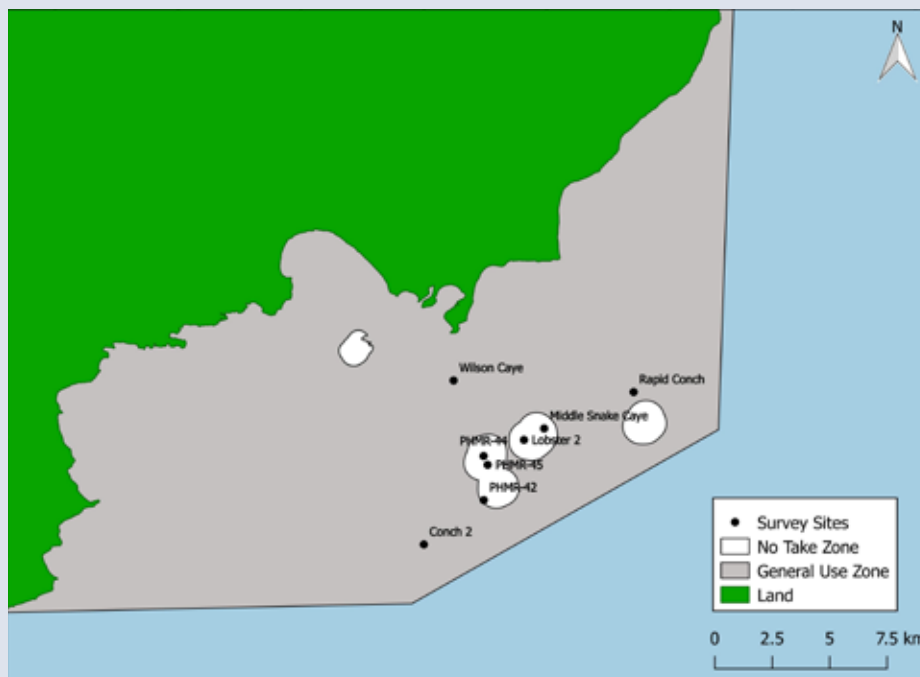 N
Wilson Caye
Rapid Conch
Middle Snake Caye
PHMR-44
Lobster 2
PHMR-45
PHMR-42
Conch 2
Survey Sites
No Take Zone
General Use Zone
Land
0 2.5 5 7.5 km